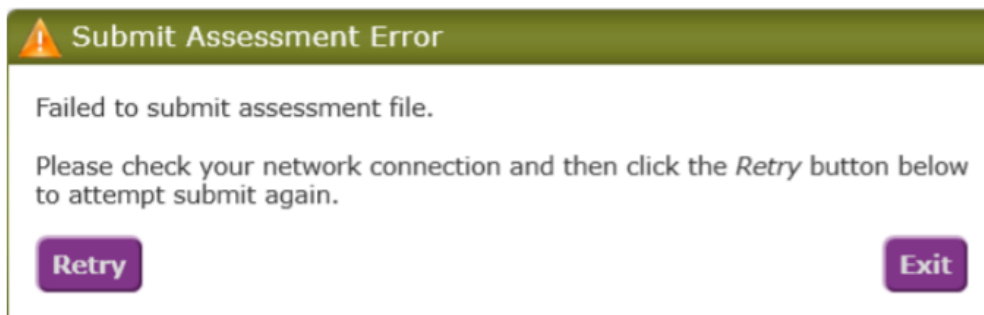 Submit Assessment Error
Failed to submit assessment file.
Please check your network connection and then click the Retry button below
to attempt submit again.
Retry
Exit